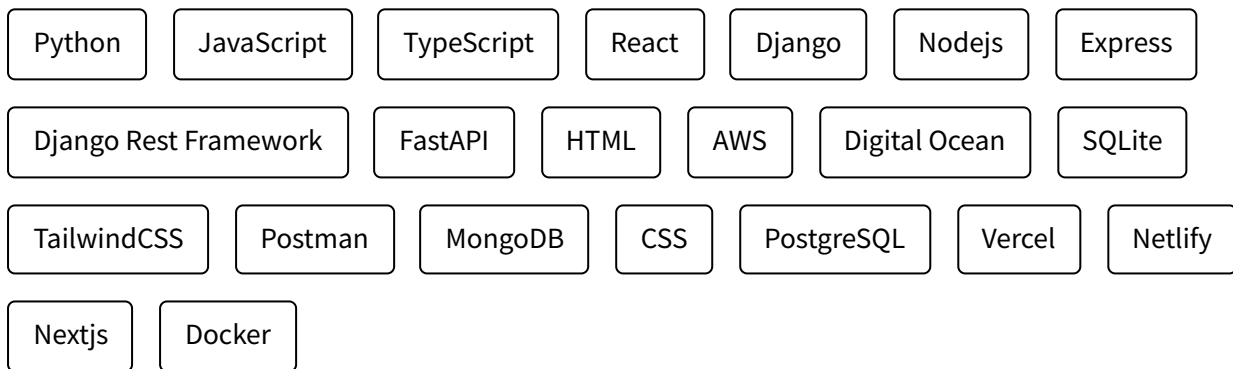 Python JavaScript TypeScript React Django Nodejs Express
Django Rest Framework FastAPI HTML AWS Digital Ocean SQLite
TailwindCSS Postman MongoDB CSS PostgreSQL Vercel Netlify
Nextjs Docker